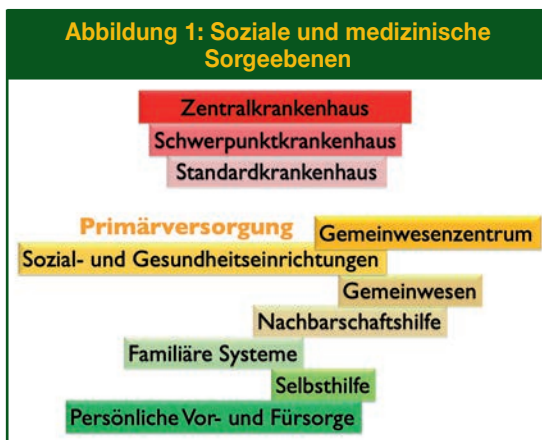 Abbildung 1: Soziale und medizinische
Sorgeebenen
Zentralkrankenhaus
Schwerpunktkrankenhaus
Standardkrankenhaus
Primärversorgung
Gemeinwesenzentrum
Sozial- und Gesundheitseinrichtungen
Gemeinwesen
Nachbarschaftshilfe
Familiäre Systeme
Selbsthilfe
Persönliche Vor- und Fürsorge